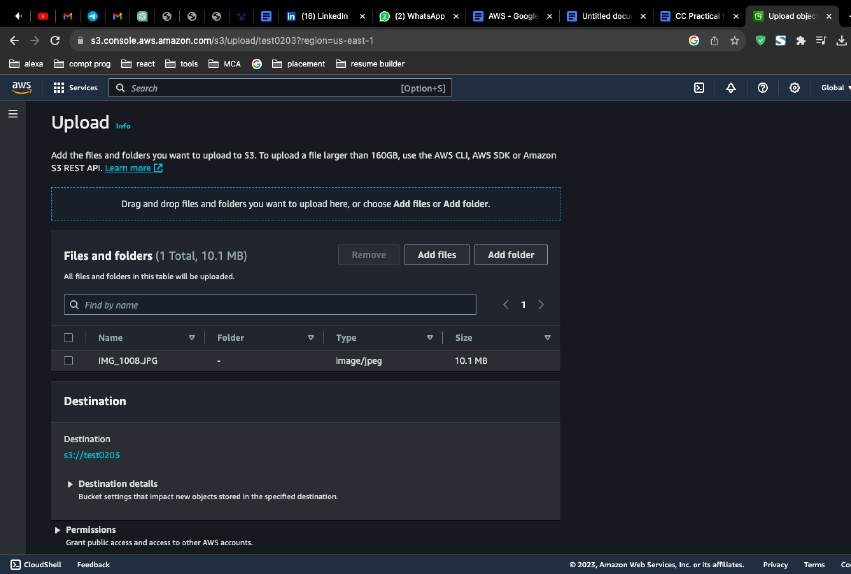 (16) LinkedIn
(2) WhatsApp
AWS - Google
Untitled docu
CC Practical
Upload objec
s3.console.aws.amazon.com/s3/upload/test0203?region=us-east-1
alexa compt prog react tools MCA placement resume builder
aws Services Search [Option+S] Global
Upload Info
Add the files and folders you want to upload to S3. To upload a file larger than 160GB, use the AWS CLI, AWS SDK or Amazon
S3 REST API. Learn more
Drag and drop files and folders you want to upload here, or choose Add files or Add folder.
Files and folders (1 Total, 10.1 MB) Remove Add files Add folder
All files and folders in this table will be uploaded.
Find by name 1
Name Folder Type Size
IMG_1008.JPG - image/jpeg 10.1 MB
Destination
Destination
s3://test0203
Destination details
Bucket settings that impact new objects stored in the specified destination.
Permissions
Grant public access and access to other AWS accounts.
CloudShell Feedback © 2023, Amazon Web Services, Inc. or its affiliates. Privacy Terms Co